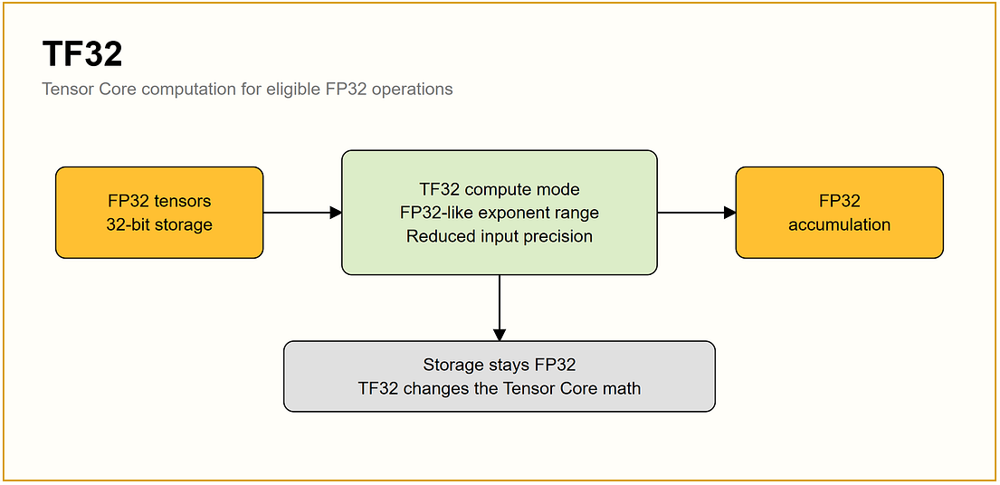 TF32
Tensor Core computation for eligible FP32 operations
FP32 tensors
32-bit storage
TF32 compute mode
FP32-like exponent range
Reduced input precision
FP32
accumulation
Storage stays FP32
TF32 changes the Tensor Core math